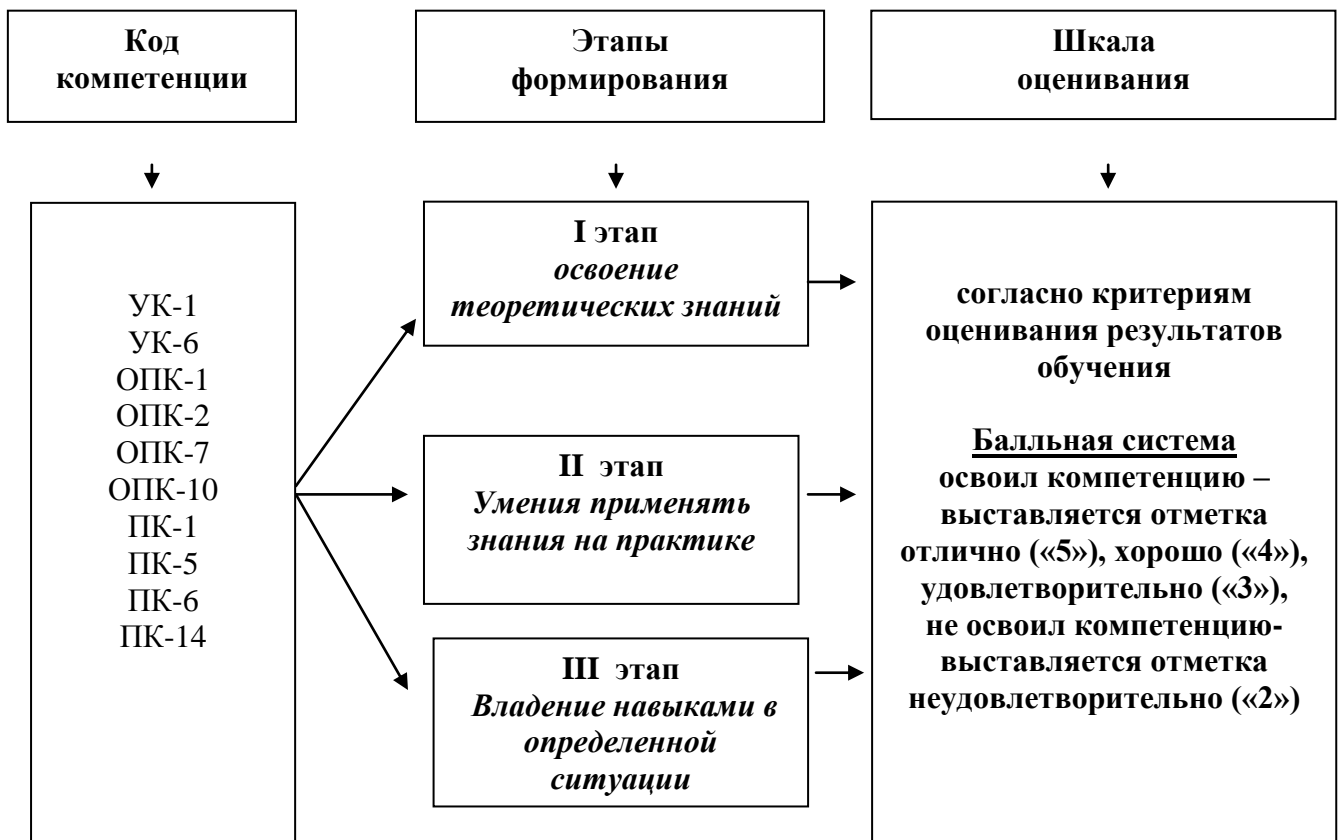 Код
компетенции
Этапы
формирования
Шкала
оценивания
УК-1
УК-6
ОПК-1
ОПК-2
ОПК-7
ОПК-10
ПК-1
ПК-5
ПК-6
ПК-14
I этап
освоение
теоретических знаний
II этап
Умения применять
знания на практике
III этап
Владение навыками в
определенной
ситуации
согласно критериям
оценивания результатов
обучения
Балльная система
освоил компетенцию –
выставляется отметка
отлично («5»), хорошо («4»),
удовлетворительно («3»),
не освоил компетенцию-
выставляется отметка
неудовлетворительно («2»)